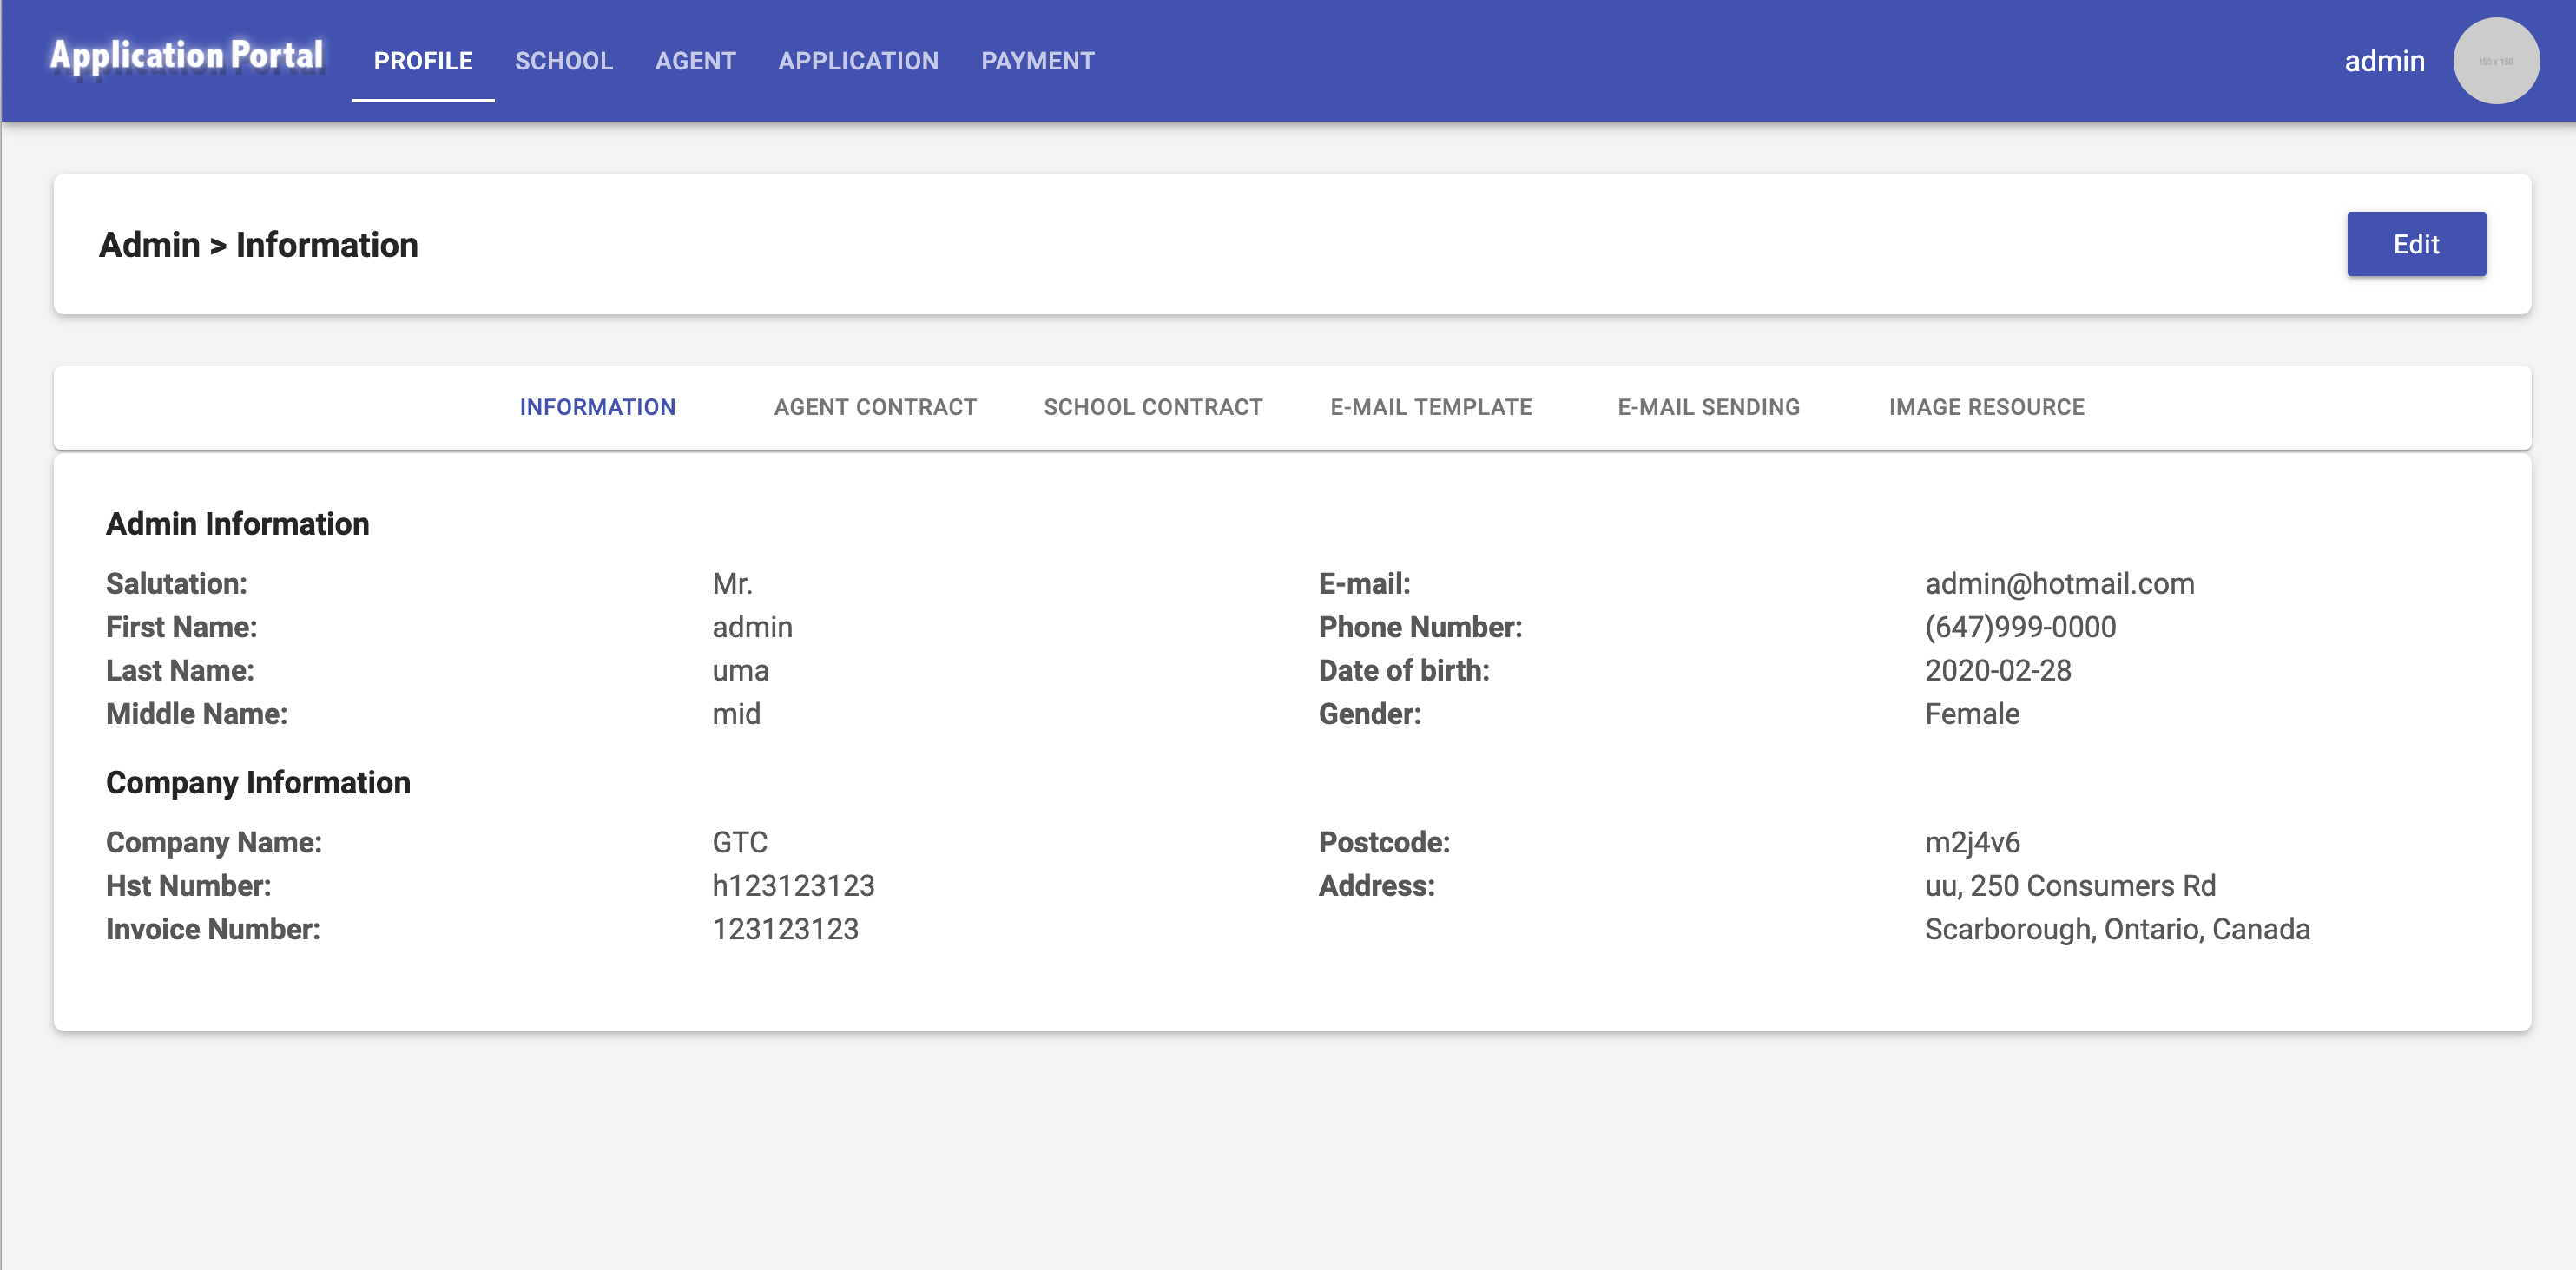 Application Portal PROFILE SCHOOL AGENT APPLICATION PAYMENT admin 150 x 150
Admin > Information Edit
INFORMATION AGENT CONTRACT SCHOOL CONTRACT E-MAIL TEMPLATE E-MAIL SENDING IMAGE RESOURCE
Admin Information
Salutation: Mr. E-mail: admin@hotmail.com
First Name: admin Phone Number: (647)999-0000
Last Name: uma Date of birth: 2020-02-28
Middle Name: mid Gender: Female
Company Information
Company Name: GTC Postcode: m2j4v6
Hst Number: h123123123 Address: uu, 250 Consumers Rd
Invoice Number: 123123123 Scarborough, Ontario, Canada